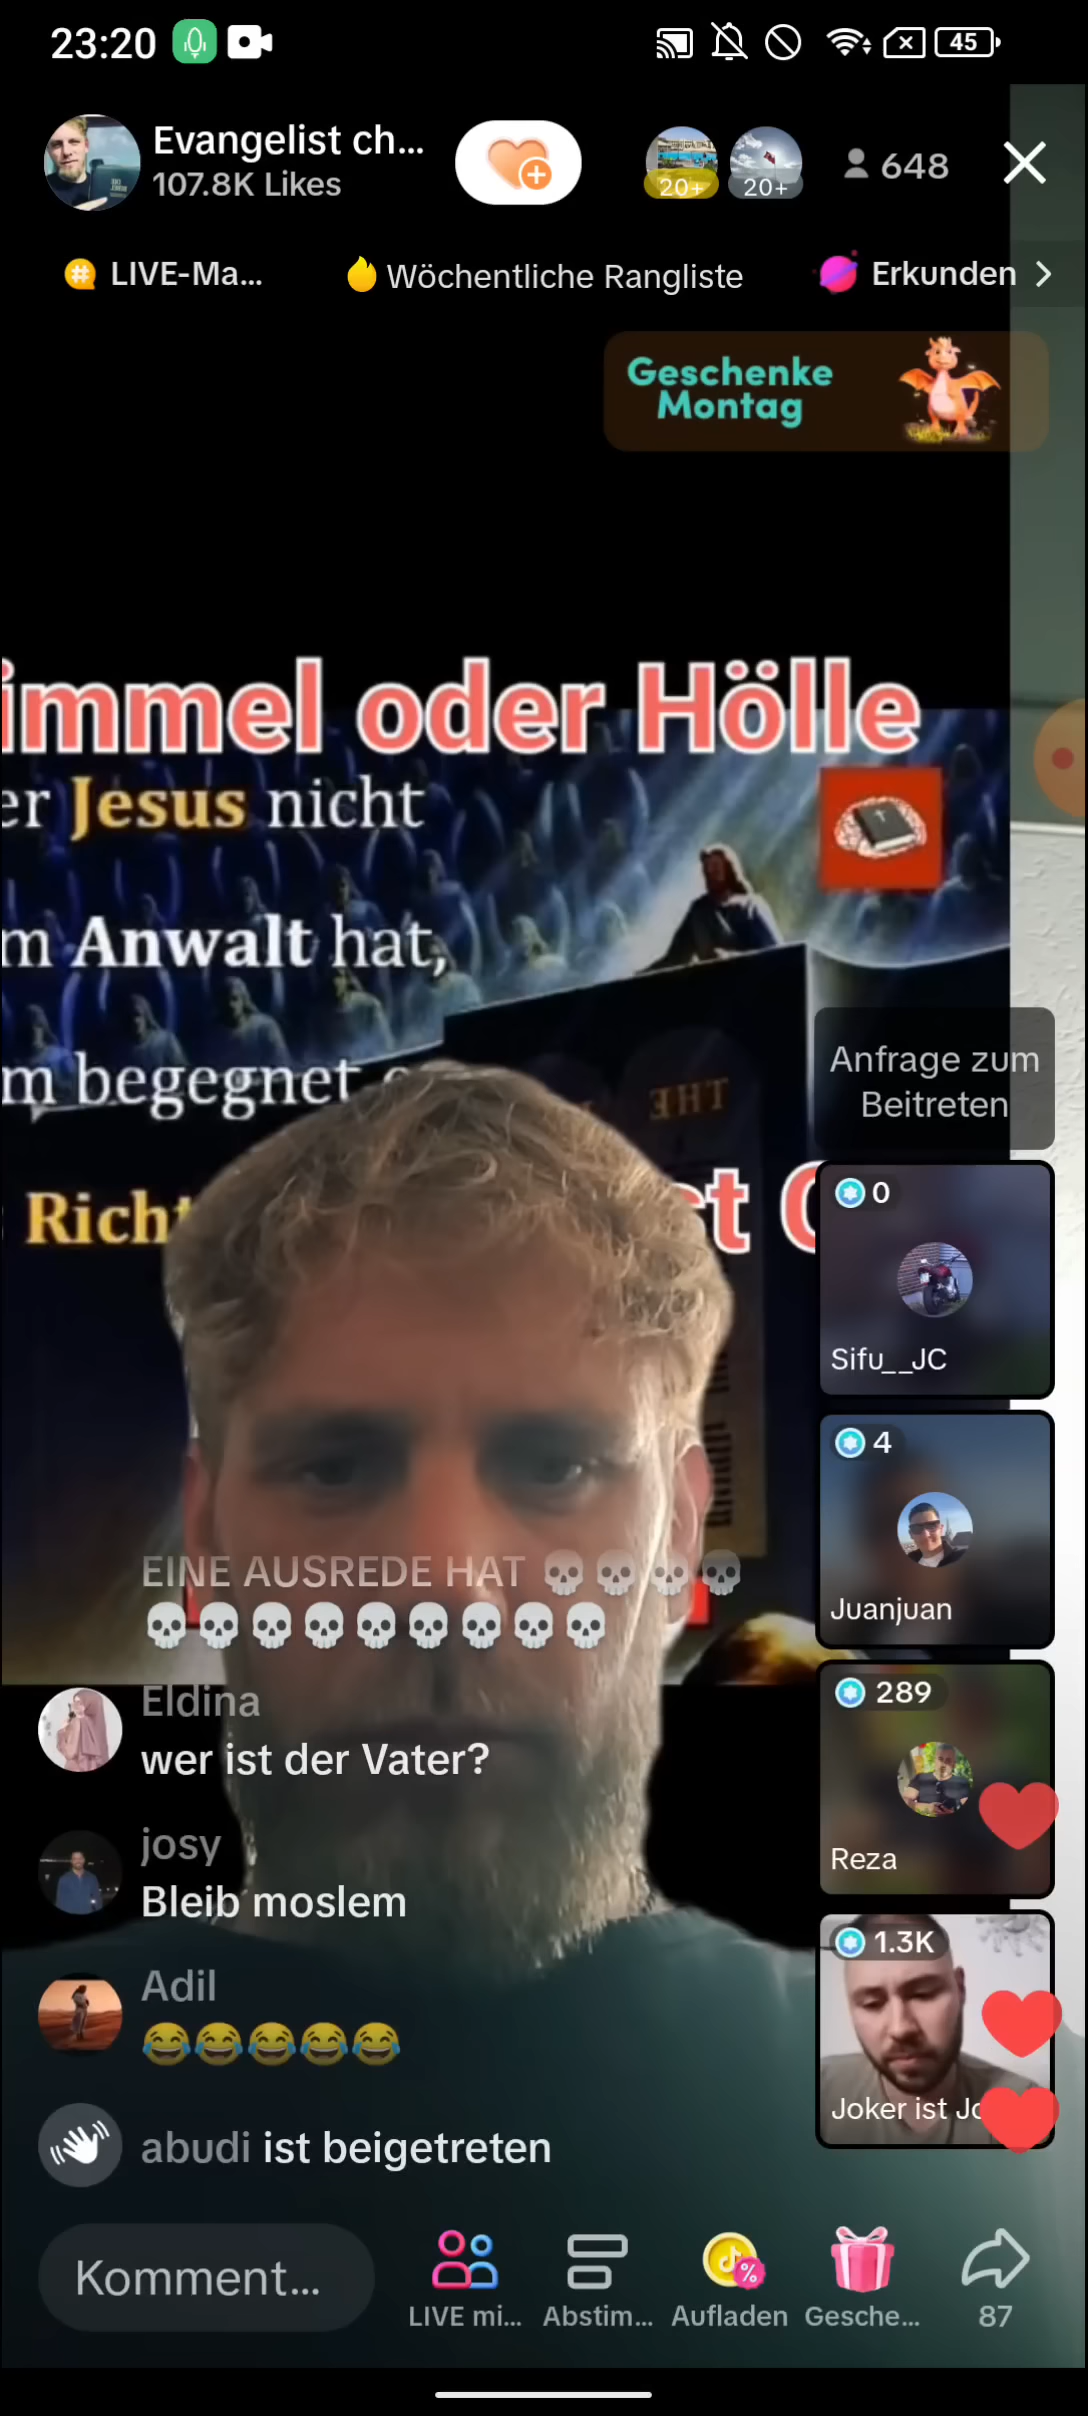 23:20
45
Evangelist ch...
107.8K Likes
20+
20+
648
LIVE-Ma...
Wöchentliche Rangliste
Erkunden
Geschenke
Montag
immel oder Hölle
er Jesus nicht
m Anwalt hat,
m begegnet
THE
Richt
Anfrage zum
Beitreten
0
Sifu__JC
4
Juanjuan
289
Reza
1.3K
Joker ist Jo
EINE AUSREDE HAT 💀💀💀💀
💀💀💀💀💀💀💀💀💀
Eldina
wer ist der Vater?
josy
Bleib moslem
Adil
😂😂😂😂😂
abudi ist beigetreten
Komment...
LIVE mi...
Abstim...
Aufladen
Gesche...
87